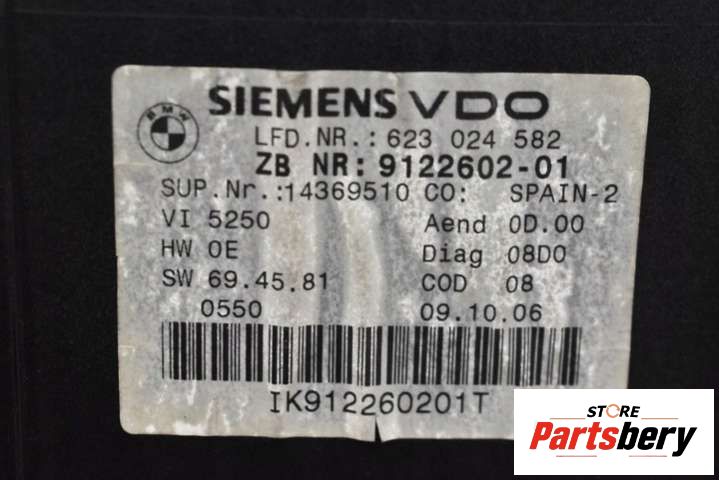 BMW
SIEMENS VDO
LFD.NR.: 623 024 582
ZB NR: 9122602-01
SUP.Nr.:14369510 CO: SPAIN-2
VI 5250 Aend 0D.00
HW 0E Diag 08D0
SW 69.45.81 COD 08
0550 09.10.06
IK912260201T
STORE
Partsbery